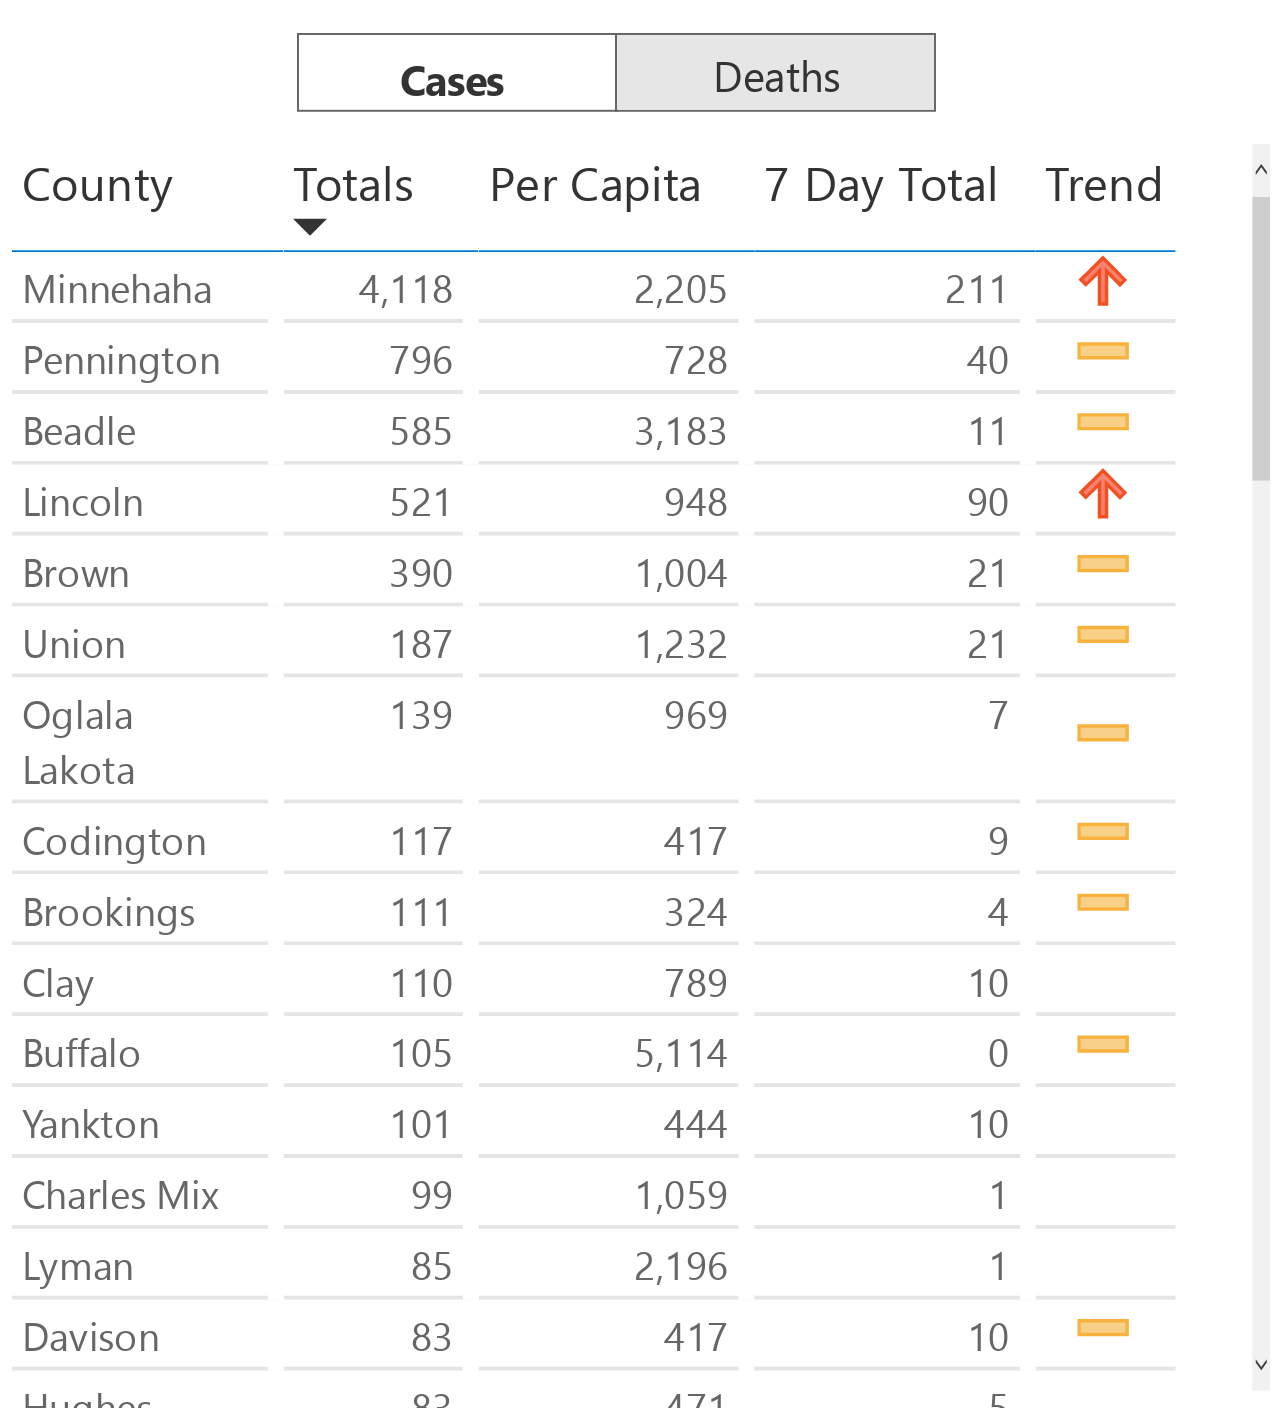 Cases Deaths
County Totals Per Capita 7 Day Total Trend
Minnehaha 4,118 2,205 211
Pennington 796 728 40
Beadle 585 3,183 11
Lincoln 521 948 90
Brown 390 1,004 21
Union 187 1,232 21
Oglala 139 969 7
Lakota
Codington 117 417 9
Brookings 111 324 4
Clay 110 789 10
Buffalo 105 5,114 0
Yankton 101 444 10
Charles Mix 99 1,059 1
Lyman 85 2,196 1
Davison 83 417 10
Hughes 83 471 5